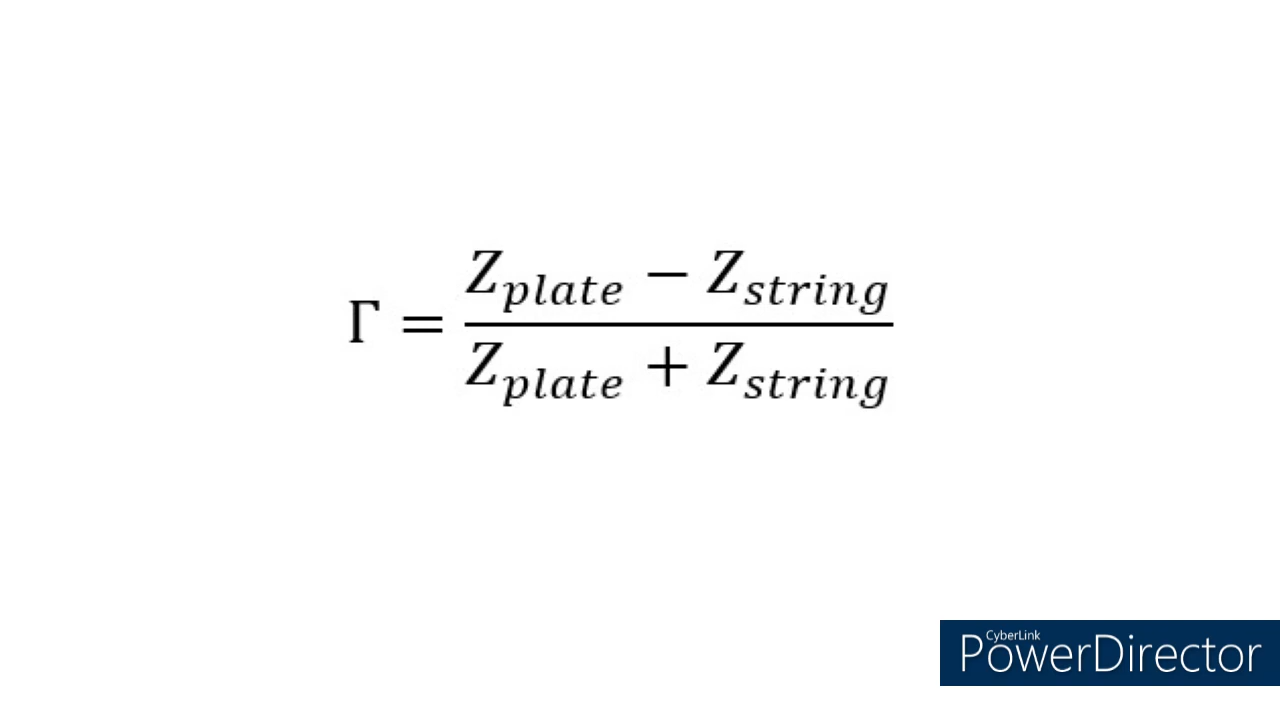 Γ = (Z_plate − Z_string) / (Z_plate + Z_string)
CyberLink
PowerDirector